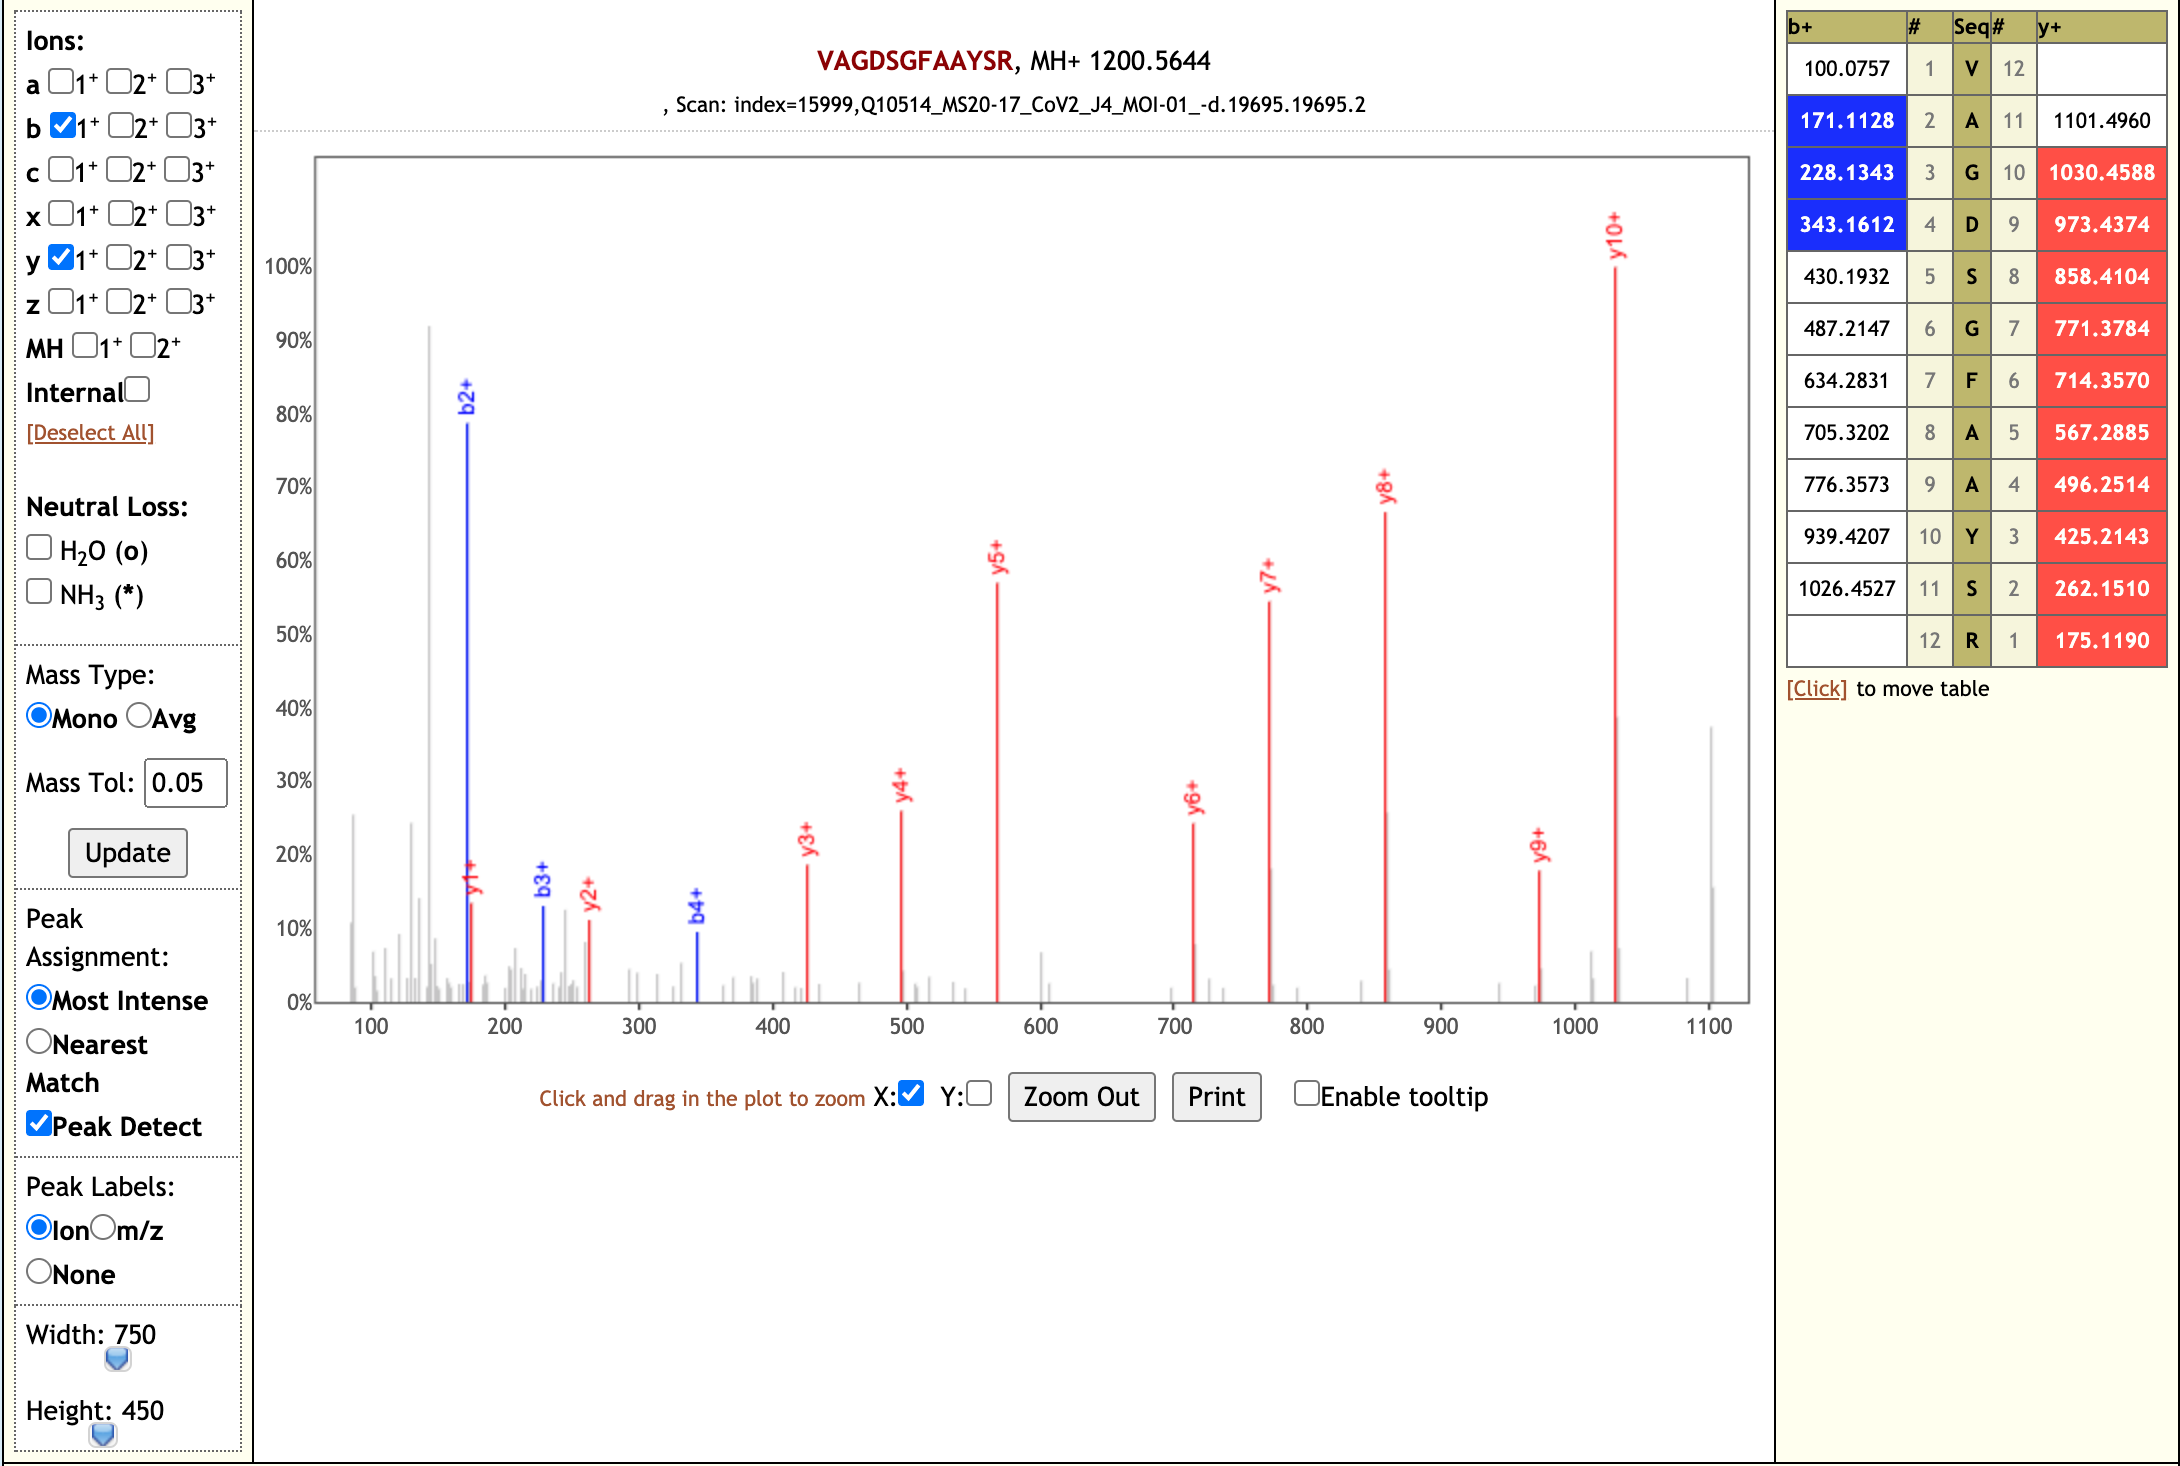 Ions:
a 1+ 2+ 3+
b 1+ 2+ 3+
c 1+ 2+ 3+
x 1+ 2+ 3+
y 1+ 2+ 3+
z 1+ 2+ 3+
MH 1+ 2+
Internal
[Deselect All]
Neutral Loss:
H2O (o)
NH3 (*)
Mass Type:
Mono Avg
Mass Tol: 0.05
Update
Peak
Assignment:
Most Intense
Nearest
Match
Peak Detect
Peak Labels:
Ion m/z
None
Width: 750
Height: 450
VAGDSGFAAYSR, MH+ 1200.5644
, Scan: index=15999,Q10514_MS20-17_CoV2_J4_MOI-01_-d.19695.19695.2
100%
90%
80%
70%
60%
50%
40%
30%
20%
10%
0%
b2+
y1+
b3+
y2+
b4+
y3+
y4+
y5+
y6+
y7+
y8+
y9+
y10+
100 200 300 400 500 600 700 800 900 1000 1100
Click and drag in the plot to zoom X: Y: Zoom Out Print Enable tooltip
b+ # Seq # y+
100.0757 1 V 12
171.1128 2 A 11 1101.4960
228.1343 3 G 10 1030.4588
343.1612 4 D 9 973.4374
430.1932 5 S 8 858.4104
487.2147 6 G 7 771.3784
634.2831 7 F 6 714.3570
705.3202 8 A 5 567.2885
776.3573 9 A 4 496.2514
939.4207 10 Y 3 425.2143
1026.4527 11 S 2 262.1510
12 R 1 175.1190
[Click] to move table